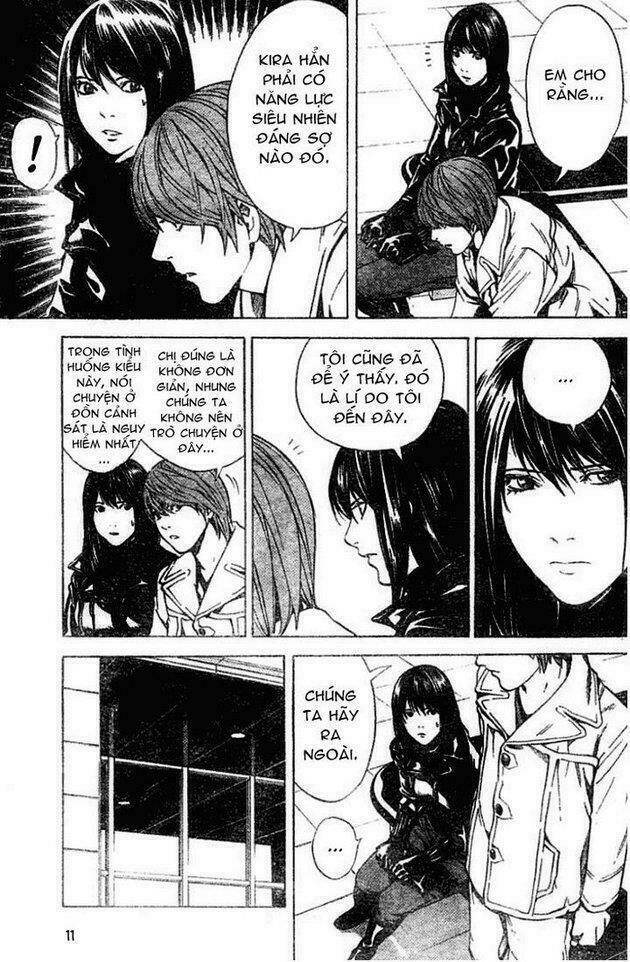 EM CHO
RẰNG...
KIRA HẲN
PHẢI CÓ
NĂNG LỰC
SIÊU NHIÊN
ĐÁNG SỢ
NÀO ĐÓ.
!
...
TÔI CŨNG ĐÃ
ĐỂ Ý THẤY. ĐÓ
LÀ LÍ DO TÔI
ĐẾN ĐÂY.
CHỊ ĐÚNG LÀ
KHÔNG ĐƠN
GIẢN, NHƯNG
CHÚNG TA
KHÔNG NÊN
TRÒ CHUYỆN Ở
ĐÂY...
TRONG TÌNH
HUỐNG KIỂU
NÀY, NÓI
CHUYỆN Ở
ĐỒN CẢNH
SÁT LÀ NGUY
HIỂM NHẤT
...
CHÚNG
TA HÃY
RA
NGOÀI.
...
11